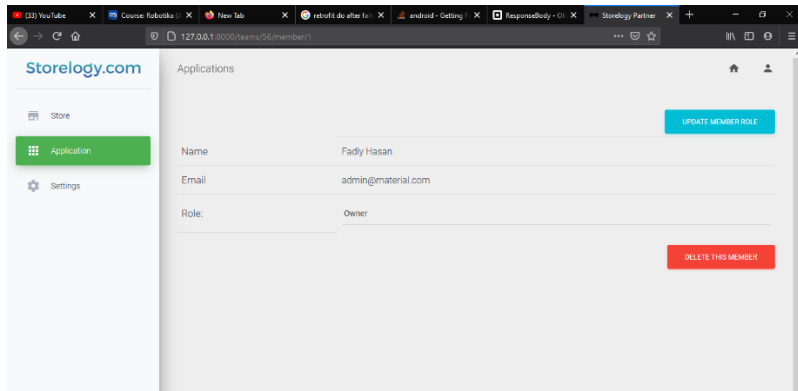 (33) YouTube
Course: Robotika (
New Tab
retrofit do after
android - Getting
ResponseBody - O
Storelogy Partner
127.0.0.1:8000/teams/56/member/1
Storelogy.com
Applications
Store
UPDATE MEMBER ROLE
Application
Name Fadly Hasan
Email admin@material.com
Settings
Role: Owner
DELETE THIS MEMBER